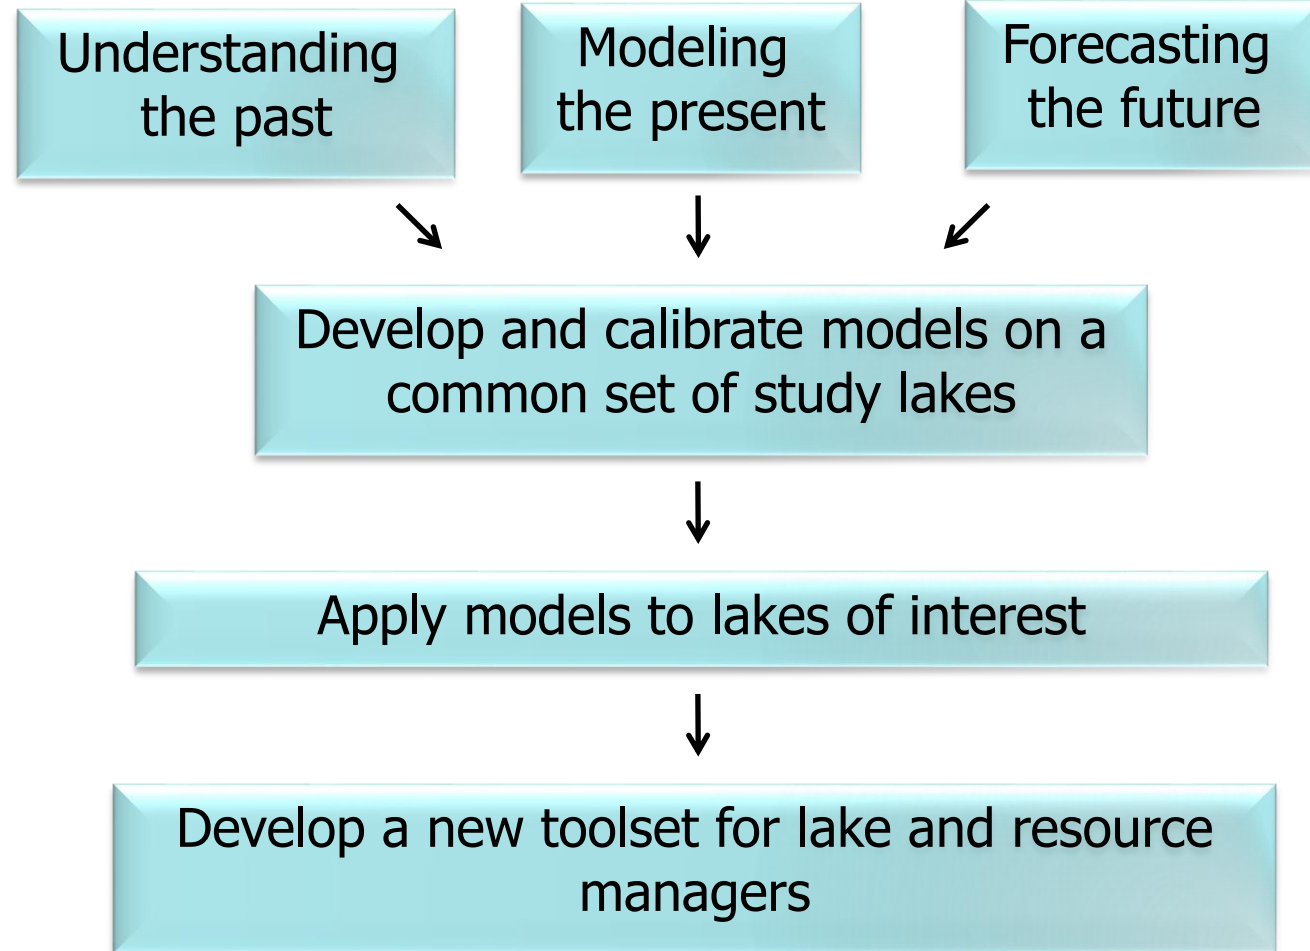 Understanding
the past
Modeling
the present
Forecasting
the future
Develop and calibrate models on a
common set of study lakes
Apply models to lakes of interest
Develop a new toolset for lake and resource
managers